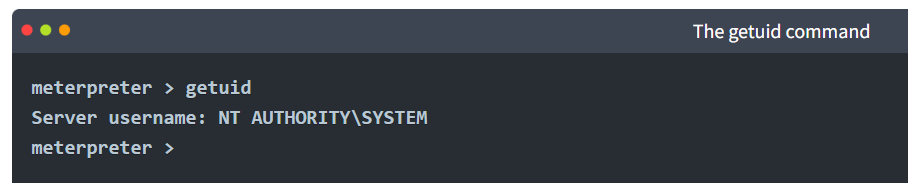 The getuid command
meterpreter > getuid
Server username: NT AUTHORITY\SYSTEM
meterpreter >